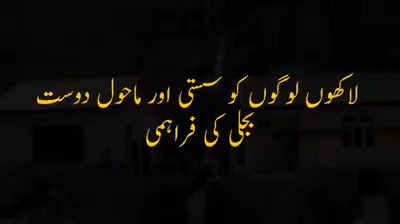 لاکھوں لوگوں کو سستی اور ماحول دوست
بجلی کی فراہمی